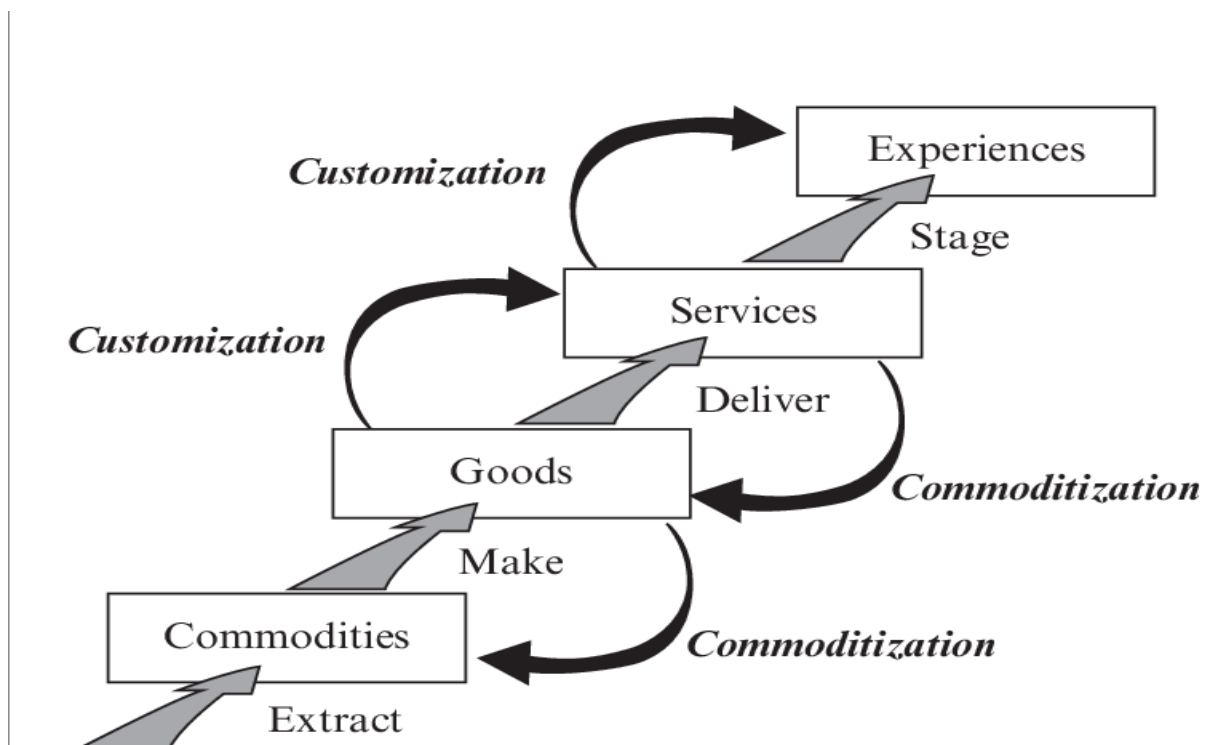 Experiences
Customization
Stage
Services
Customization
Deliver
Goods
Commoditization
Make
Commodities
Commoditization
Extract